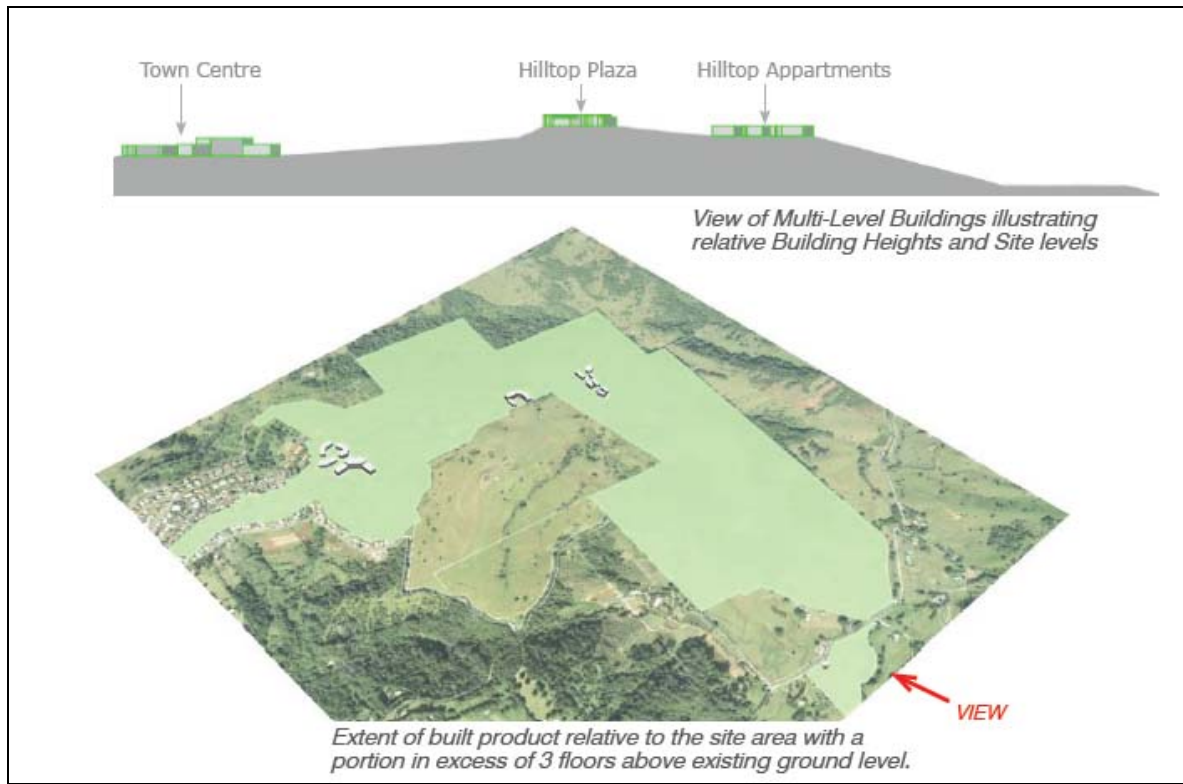 Town Centre
Hilltop Plaza
Hilltop Appartments
View of Multi-Level Buildings illustrating
relative Building Heights and Site levels
VIEW
Extent of built product relative to the site area with a
portion in excess of 3 floors above existing ground level.